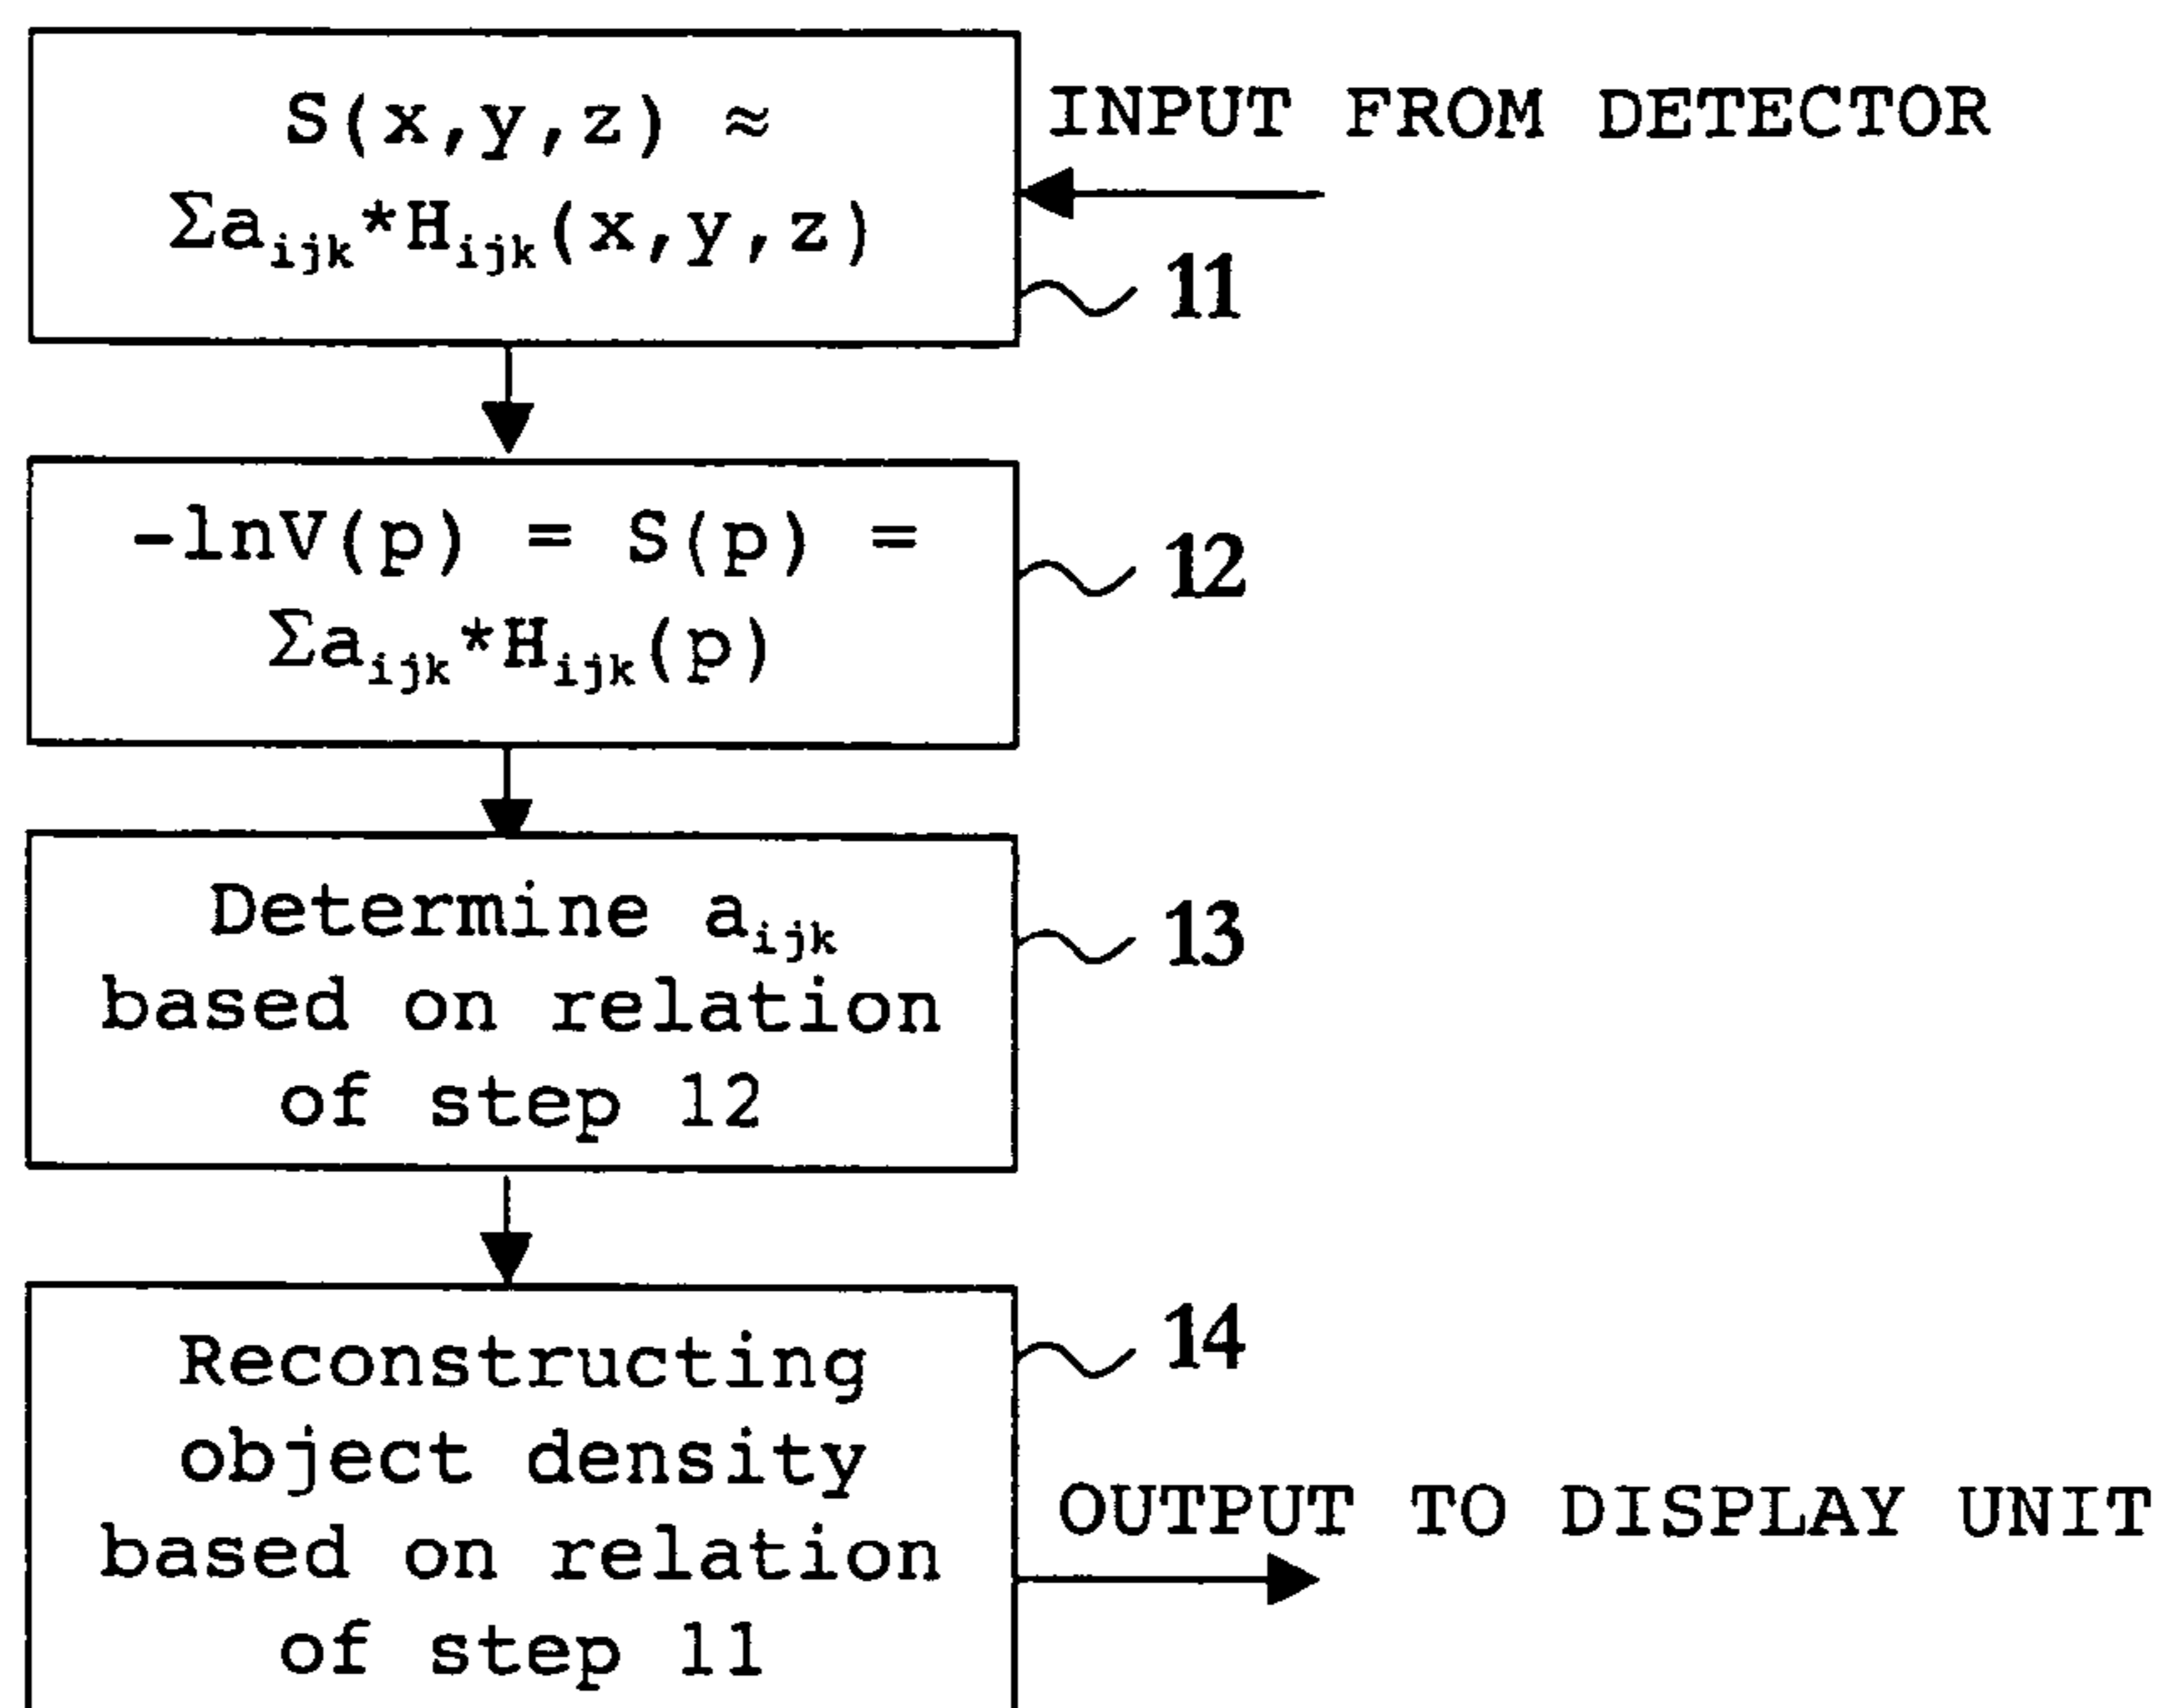 S(x,y,z) ≈
Σaijk*Hijk(x,y,z)
INPUT FROM DETECTOR
11
-lnV(p) = S(p) =
Σaijk*Hijk(p)
12
Determine aijk
based on relation
of step 12
13
Reconstructing
object density
based on relation
of step 11
14
OUTPUT TO DISPLAY UNIT